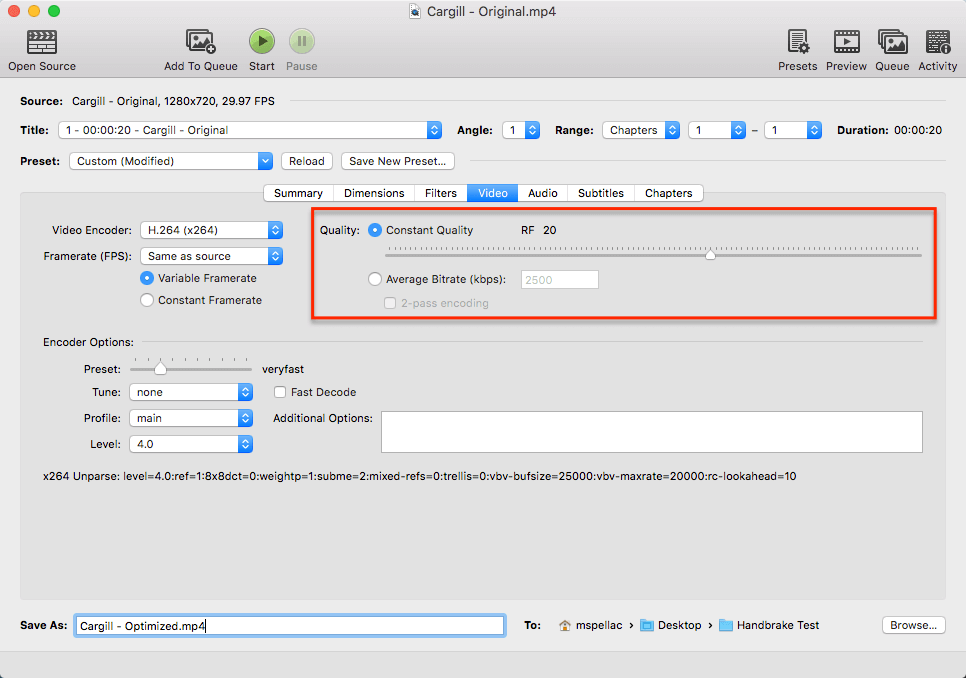 Cargill - Original.mp4
Open Source Add To Queue Start Pause Presets Preview Queue Activity
Source: Cargill - Original, 1280x720, 29.97 FPS
Title: 1 - 00:00:20 - Cargill - Original Angle: 1 Range: Chapters 1 – 1 Duration: 00:00:20
Preset: Custom (Modified) Reload Save New Preset...
Summary Dimensions Filters Video Audio Subtitles Chapters
Video Encoder: H.264 (x264) Quality: Constant Quality RF 20
Framerate (FPS): Same as source
Variable Framerate Average Bitrate (kbps): 2500
Constant Framerate 2-pass encoding
Encoder Options:
Preset: veryfast
Tune: none Fast Decode
Profile: main Additional Options:
Level: 4.0
x264 Unparse: level=4.0:ref=1:8x8dct=0:weightp=1:subme=2:mixed-refs=0:trellis=0:vbv-bufsize=25000:vbv-maxrate=20000:rc-lookahead=10
Save As: Cargill - Optimized.mp4 To: mspellac › Desktop › Handbrake Test Browse...